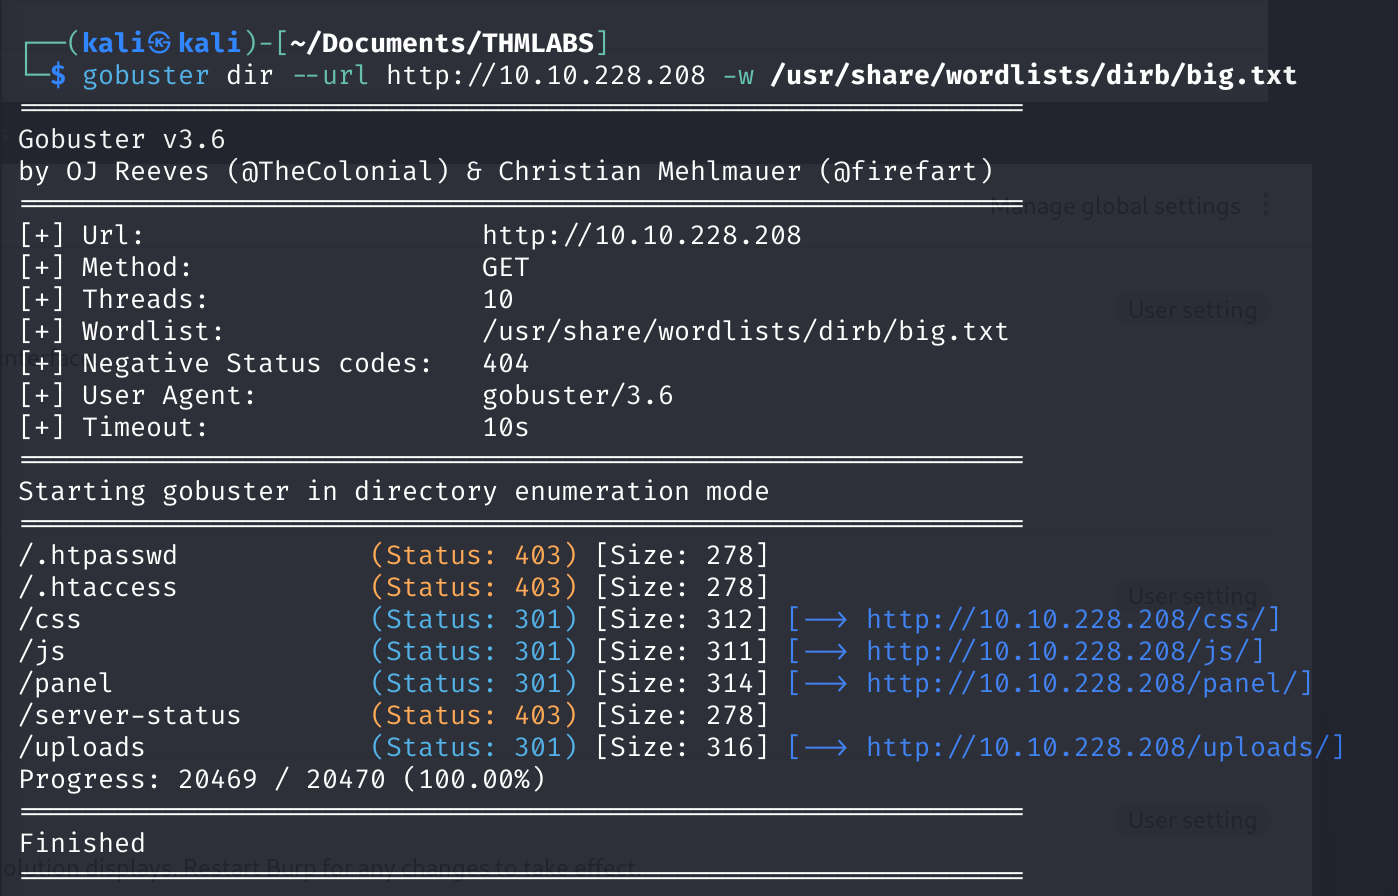 (kali㉿kali)-[~/Documents/THMLABS]
$ gobuster dir --url http://10.10.228.208 -w /usr/share/wordlists/dirb/big.txt
===============================================================
Gobuster v3.6
by OJ Reeves (@TheColonial) & Christian Mehlmauer (@firefart)
===============================================================
Manage global settings
[+] Url: http://10.10.228.208
[+] Method: GET
[+] Threads: 10
User setting
[+] Wordlist: /usr/share/wordlists/dirb/big.txt
[+] Negative Status codes: 404
[+] User Agent: gobuster/3.6
[+] Timeout: 10s
===============================================================
Starting gobuster in directory enumeration mode
===============================================================
/.htpasswd (Status: 403) [Size: 278]
/.htaccess (Status: 403) [Size: 278]
User setting
/css (Status: 301) [Size: 312] [--> http://10.10.228.208/css/]
/js (Status: 301) [Size: 311] [--> http://10.10.228.208/js/]
/panel (Status: 301) [Size: 314] [--> http://10.10.228.208/panel/]
/server-status (Status: 403) [Size: 278]
/uploads (Status: 301) [Size: 316] [--> http://10.10.228.208/uploads/]
Progress: 20469 / 20470 (100.00%)
===============================================================
User setting
Finished
displays. Restart Burp for any changes to take effect
===============================================================